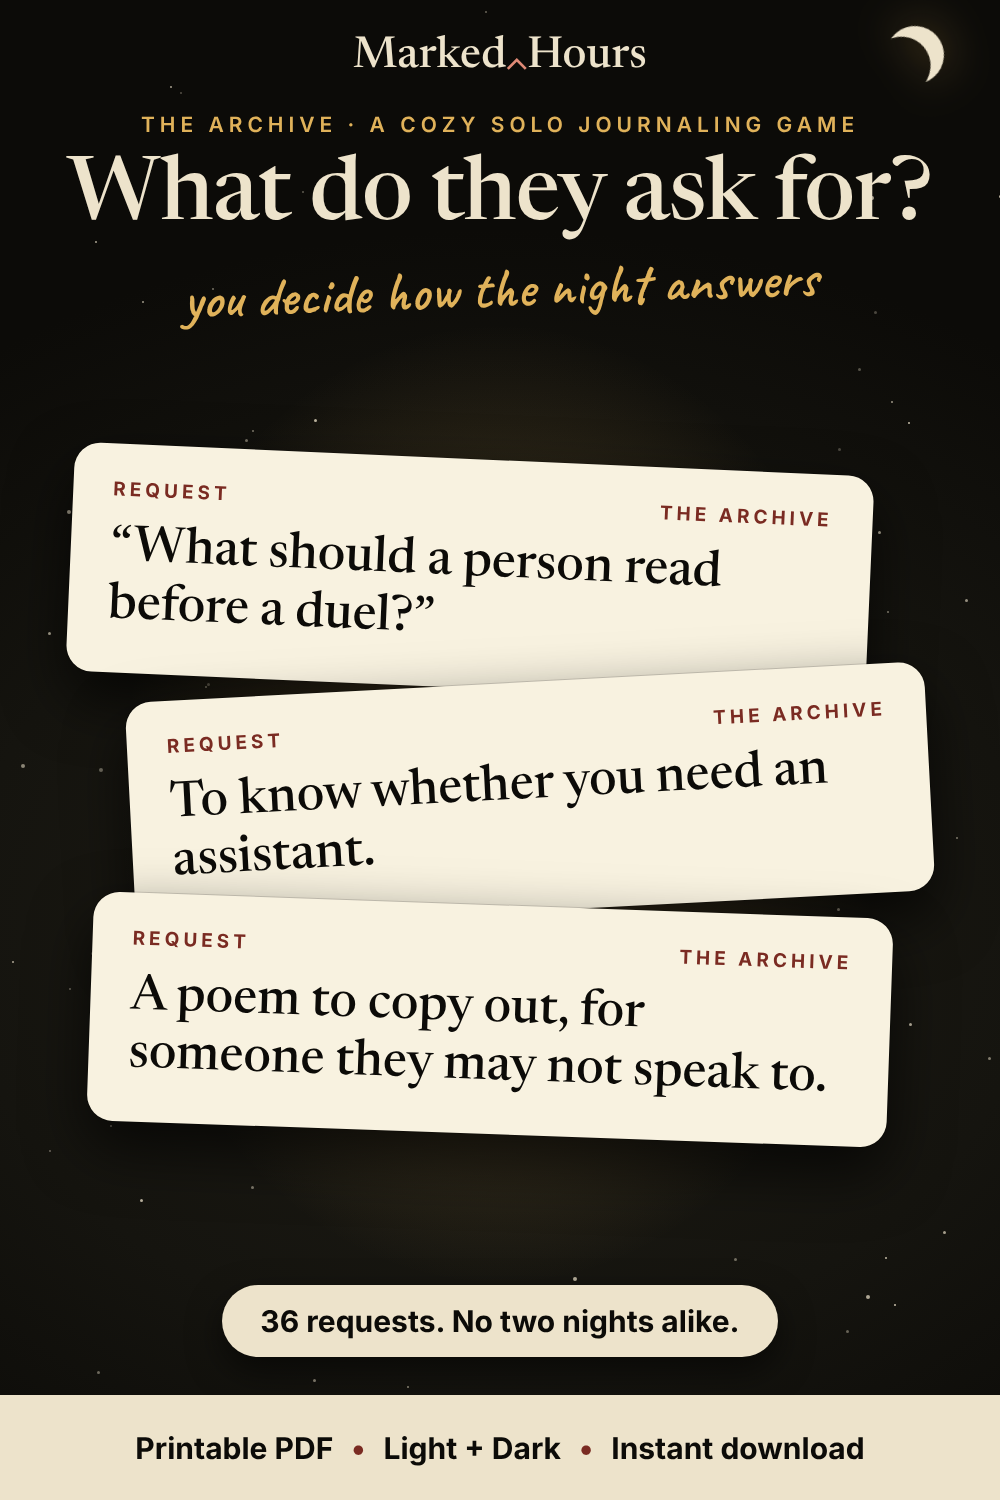 Marked‸Hours
THE ARCHIVE · A COZY SOLO JOURNALING GAME
What do they ask for?
you decide how the night answers
REQUEST
THE ARCHIVE
“What should a person read
before a duel?”
REQUEST
THE ARCHIVE
To know whether you need an
assistant.
REQUEST
THE ARCHIVE
A poem to copy out, for
someone they may not speak to.
36 requests. No two nights alike.
Printable PDF • Light + Dark • Instant download